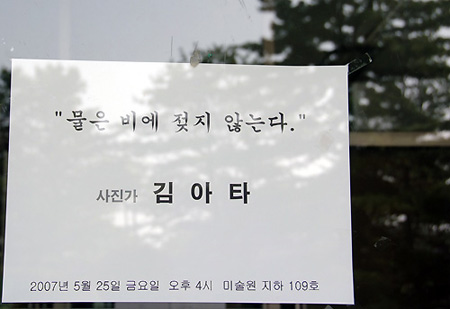 "물은 비에 젖지 않는다."
사진가 김아타
2007년 5월 25일 금요일 오후 4시 미술원 지하 109호